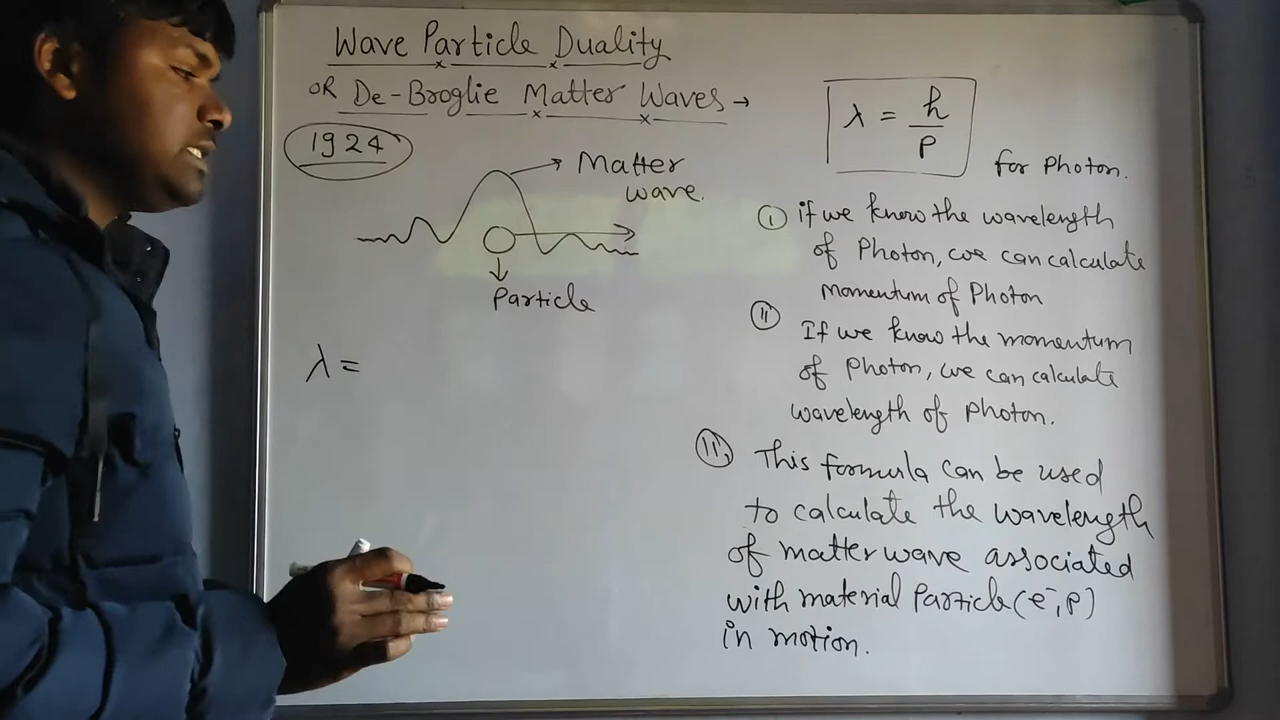 Wave Particle Duality
OR De-Broglie Matter Waves →
1924
Matter
wave.
Particle
λ =
λ = h/p
for Photon.
(i) if we know the wavelength
of Photon, we can calculate
Momentum of Photon
(ii) If we know the momentum
of Photon, we can calculate
wavelength of photon.
(iii) This formula can be used
to calculate the wavelength
of matter wave associated
with material Particle (e⁻, p)
in motion.